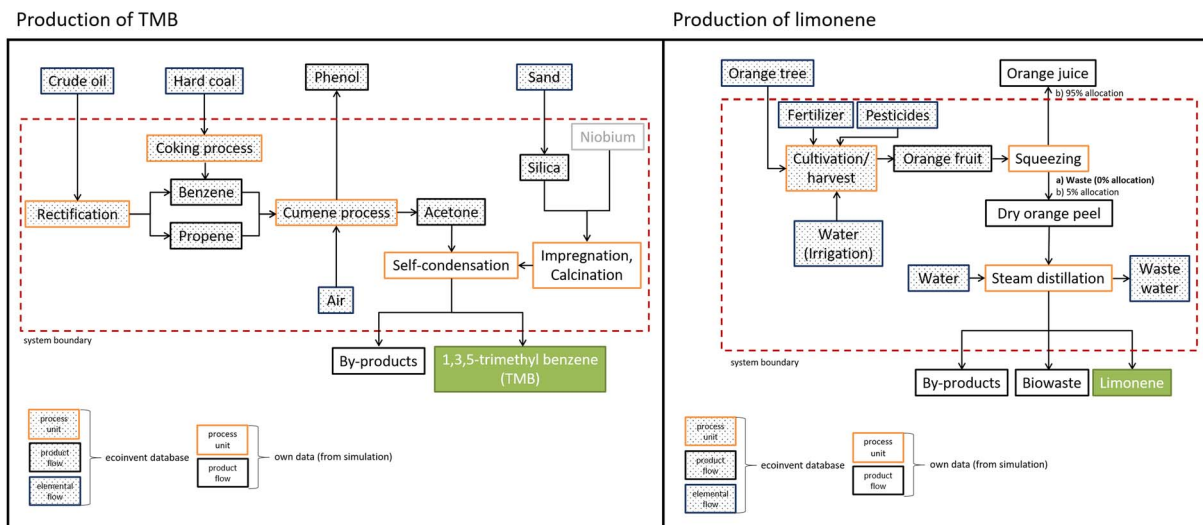 Production of TMB
Crude oil
Hard coal
Phenol
Sand
Niobium
Coking process
Silica
Benzene
Rectification
Cumene process
Acetone
Propene
Self-condensation
Impregnation,
Calcination
Air
system boundary
By-products
1,3,5-trimethyl benzene
(TMB)
process
unit
product
flow
elemental
flow
ecoinvent database
process
unit
product
flow
own data (from simulation)
Production of limonene
Orange tree
Orange juice
b) 95% allocation
Fertilizer
Pesticides
Cultivation/
harvest
Orange fruit
Squeezing
a) Waste (0% allocation)
b) 5% allocation
Dry orange peel
Water
(Irrigation)
Water
Steam distillation
Waste
water
system boundary
By-products
Biowaste
Limonene
process
unit
product
flow
elemental
flow
ecoinvent database
process
unit
product
flow
own data (from simulation)